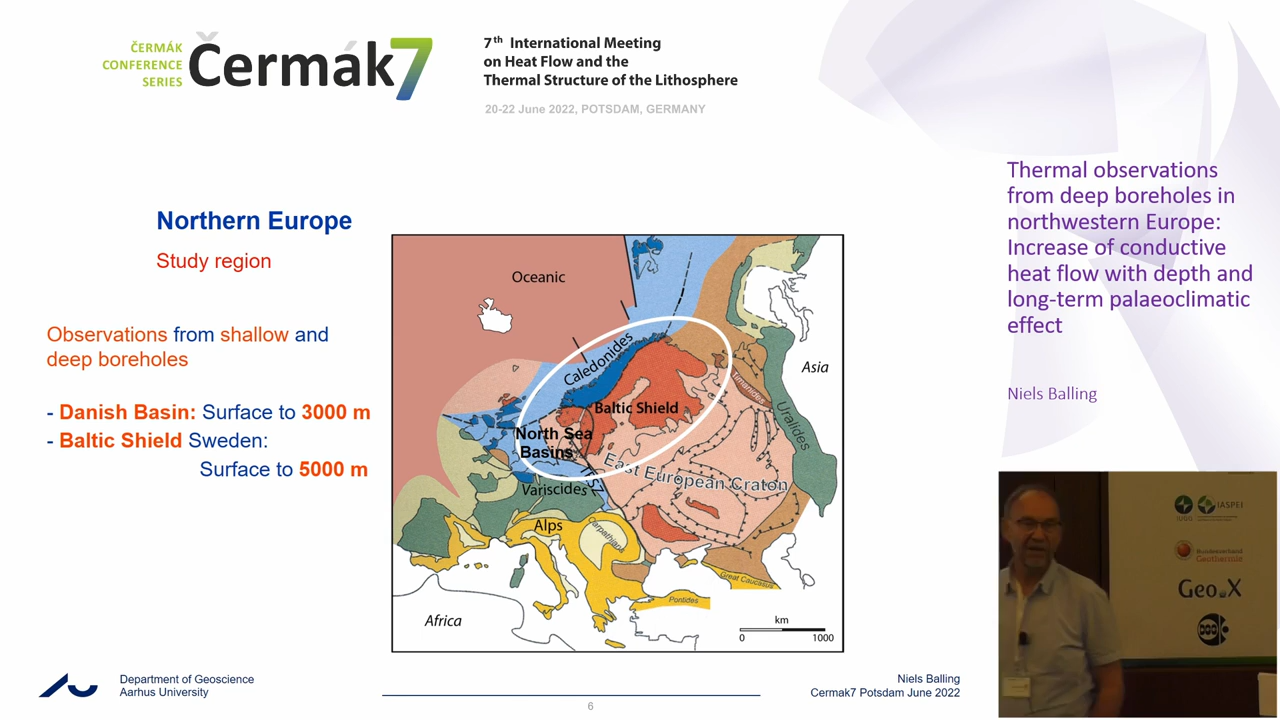 ČERMÁK
CONFERENCE
SERIES
Čermák7
7th International Meeting
on Heat Flow and the
Thermal Structure of the Lithosphere
20-22 June 2022, POTSDAM, GERMANY
Northern Europe
Study region
Observations from shallow and
deep boreholes
- Danish Basin: Surface to 3000 m
- Baltic Shield Sweden:
Surface to 5000 m
Oceanic
Caledonides
Asia
Timanides
Baltic Shield
Uralides
North Sea
Basins
East European Craton
TESZ
Variscides
Alps
Carpathians
Great Caucasus
Pontides
Africa
km
0 1000
Thermal observations
from deep boreholes in
northwestern Europe:
Increase of conductive
heat flow with depth and
long-term palaeoclimatic
effect
Niels Balling
IUGG
IASPEI
Bundesverband
Geothermie
Geo.X
Department of Geoscience
Aarhus University
Niels Balling
Cermak7 Potsdam June 2022
6